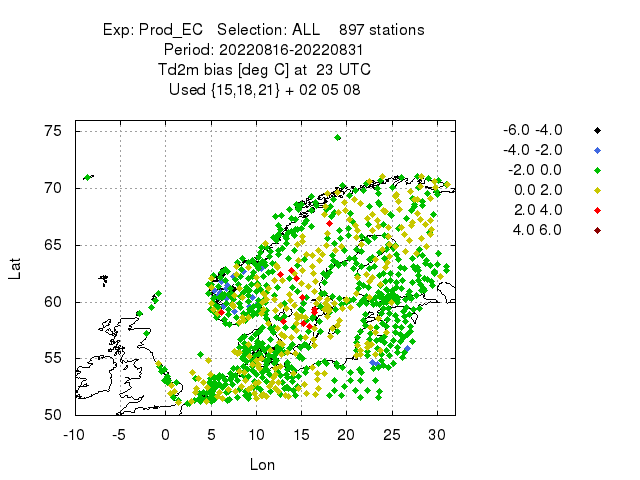 Exp: Prod_EC   Selection: ALL    897 stations
Period: 20220816-20220831
Td2m bias [deg C] at  23 UTC
Used {15,18,21} + 02 05 08
-6.0 -4.0
-4.0 -2.0
-2.0 0.0
0.0 2.0
2.0 4.0
4.0 6.0
75
70
65
60
55
50
Lat
-10 -5 0 5 10 15 20 25 30
Lon